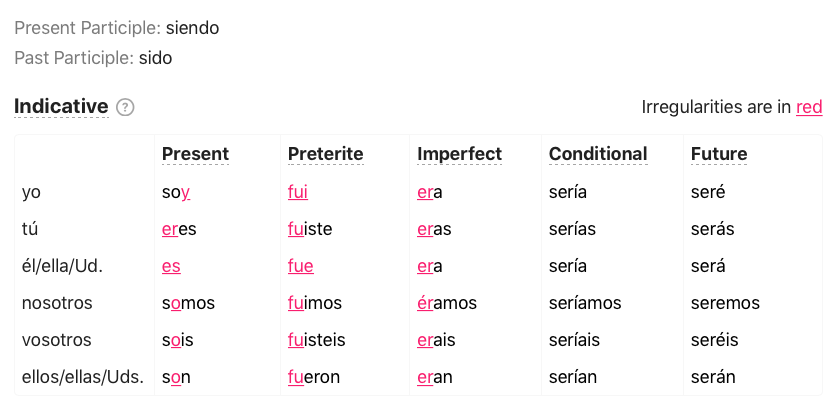 Present Participle: siendo
Past Participle: sido
Indicative ?
Irregularities are in red
Present Preterite Imperfect Conditional Future
yo soy fui era sería seré
tú eres fuiste eras serías serás
él/ella/Ud. es fue era sería será
nosotros somos fuimos éramos seríamos seremos
vosotros sois fuisteis erais seríais seréis
ellos/ellas/Uds. son fueron eran serían serán